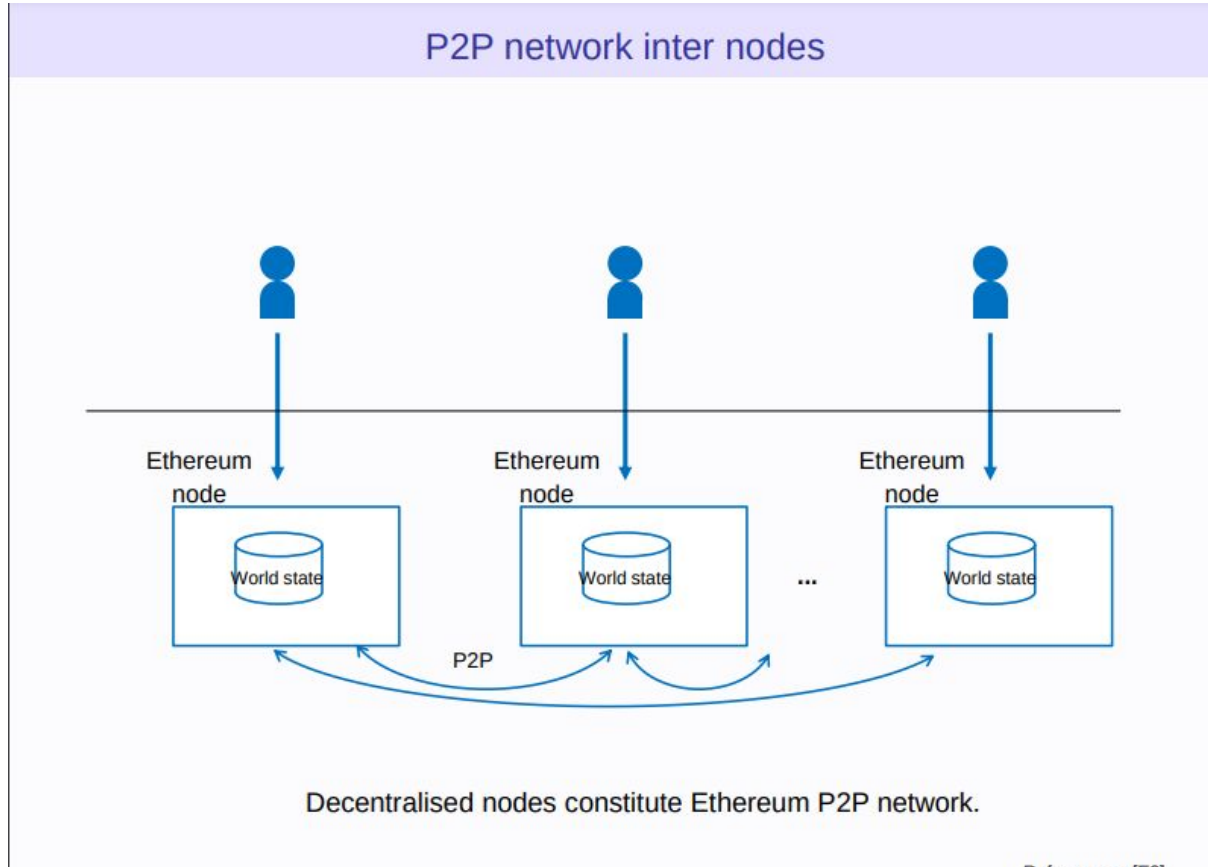 P2P network inter nodes
Ethereum
node
Ethereum
node
Ethereum
node
World state
World state
...
World state
P2P
Decentralised nodes constitute Ethereum P2P network.